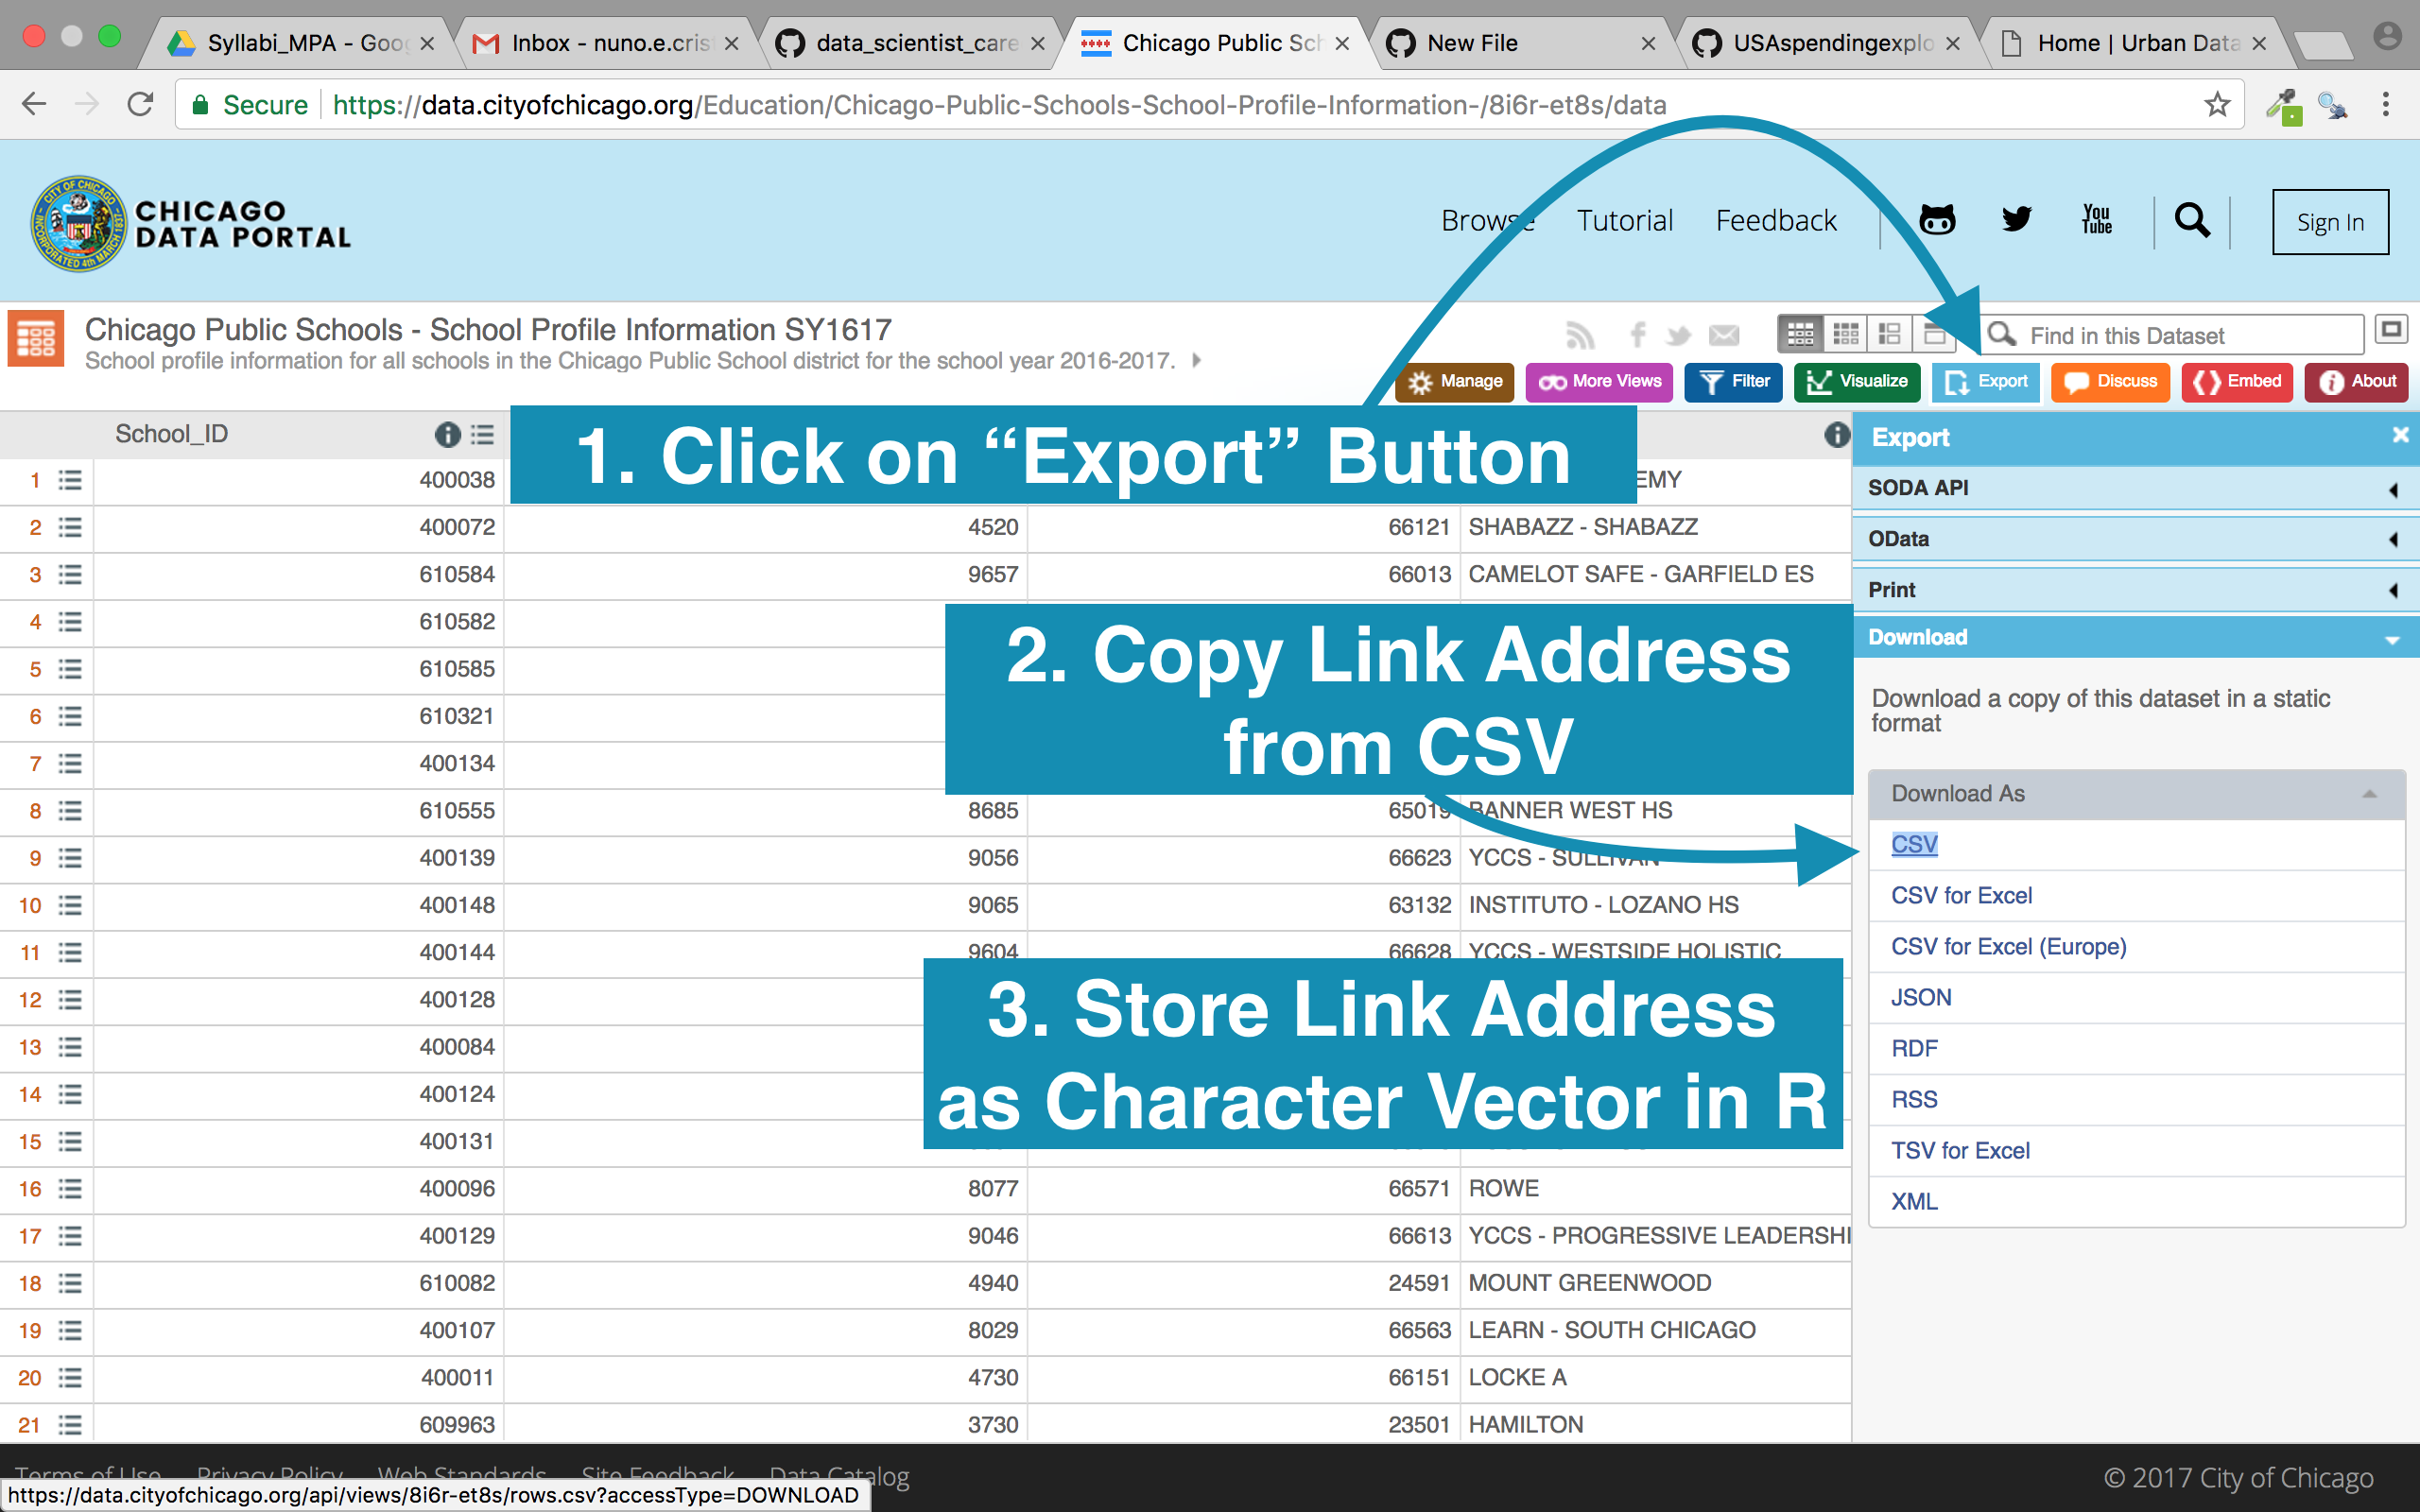 Syllabi_MPA - Goo
Inbox - nuno.e.cris
data_scientist_care
Chicago Public Sch
New File
USAspendingexplo
Home | Urban Data
Secure
https://data.cityofchicago.org/Education/Chicago-Public-Schools-School-Profile-Information-/8i6r-et8s/data
CITY OF CHICAGO
INCORPORATED 4th MARCH 1837
CHICAGO
DATA PORTAL
Browse
Tutorial
Feedback
You
Tube
Sign In
Chicago Public Schools - School Profile Information SY1617
School profile information for all schools in the Chicago Public School district for the school year 2016-2017.
Find in this Dataset
Manage
More Views
Filter
Visualize
Export
Discuss
Embed
About
School_ID
1. Click on “Export” Button
1 400038 EMY
2 400072 4520 66121 SHABAZZ - SHABAZZ
3 610584 9657 66013 CAMELOT SAFE - GARFIELD ES
4 610582
5 610585
6 610321
7 400134
2. Copy Link Address
from CSV
8 610555 8685 65019 BANNER WEST HS
9 400139 9056 66623 YCCS - SULLIVAN
10 400148 9065 63132 INSTITUTO - LOZANO HS
11 400144 9604 66628 YCCS - WESTSIDE HOLISTIC
12 400128
13 400084
14 400124
15 400131
3. Store Link Address
as Character Vector in R
16 400096 8077 66571 ROWE
17 400129 9046 66613 YCCS - PROGRESSIVE LEADERSHI
18 610082 4940 24591 MOUNT GREENWOOD
19 400107 8029 66563 LEARN - SOUTH CHICAGO
20 400011 4730 66151 LOCKE A
21 609963 3730 23501 HAMILTON
Export
SODA API
OData
Print
Download
Download a copy of this dataset in a static
format
Download As
CSV
CSV for Excel
CSV for Excel (Europe)
JSON
RDF
RSS
TSV for Excel
XML
Terms of Use
Privacy Policy
Web Standards
Site Feedback
Data Catalog
© 2017 City of Chicago
https://data.cityofchicago.org/api/views/8i6r-et8s/rows.csv?accessType=DOWNLOAD